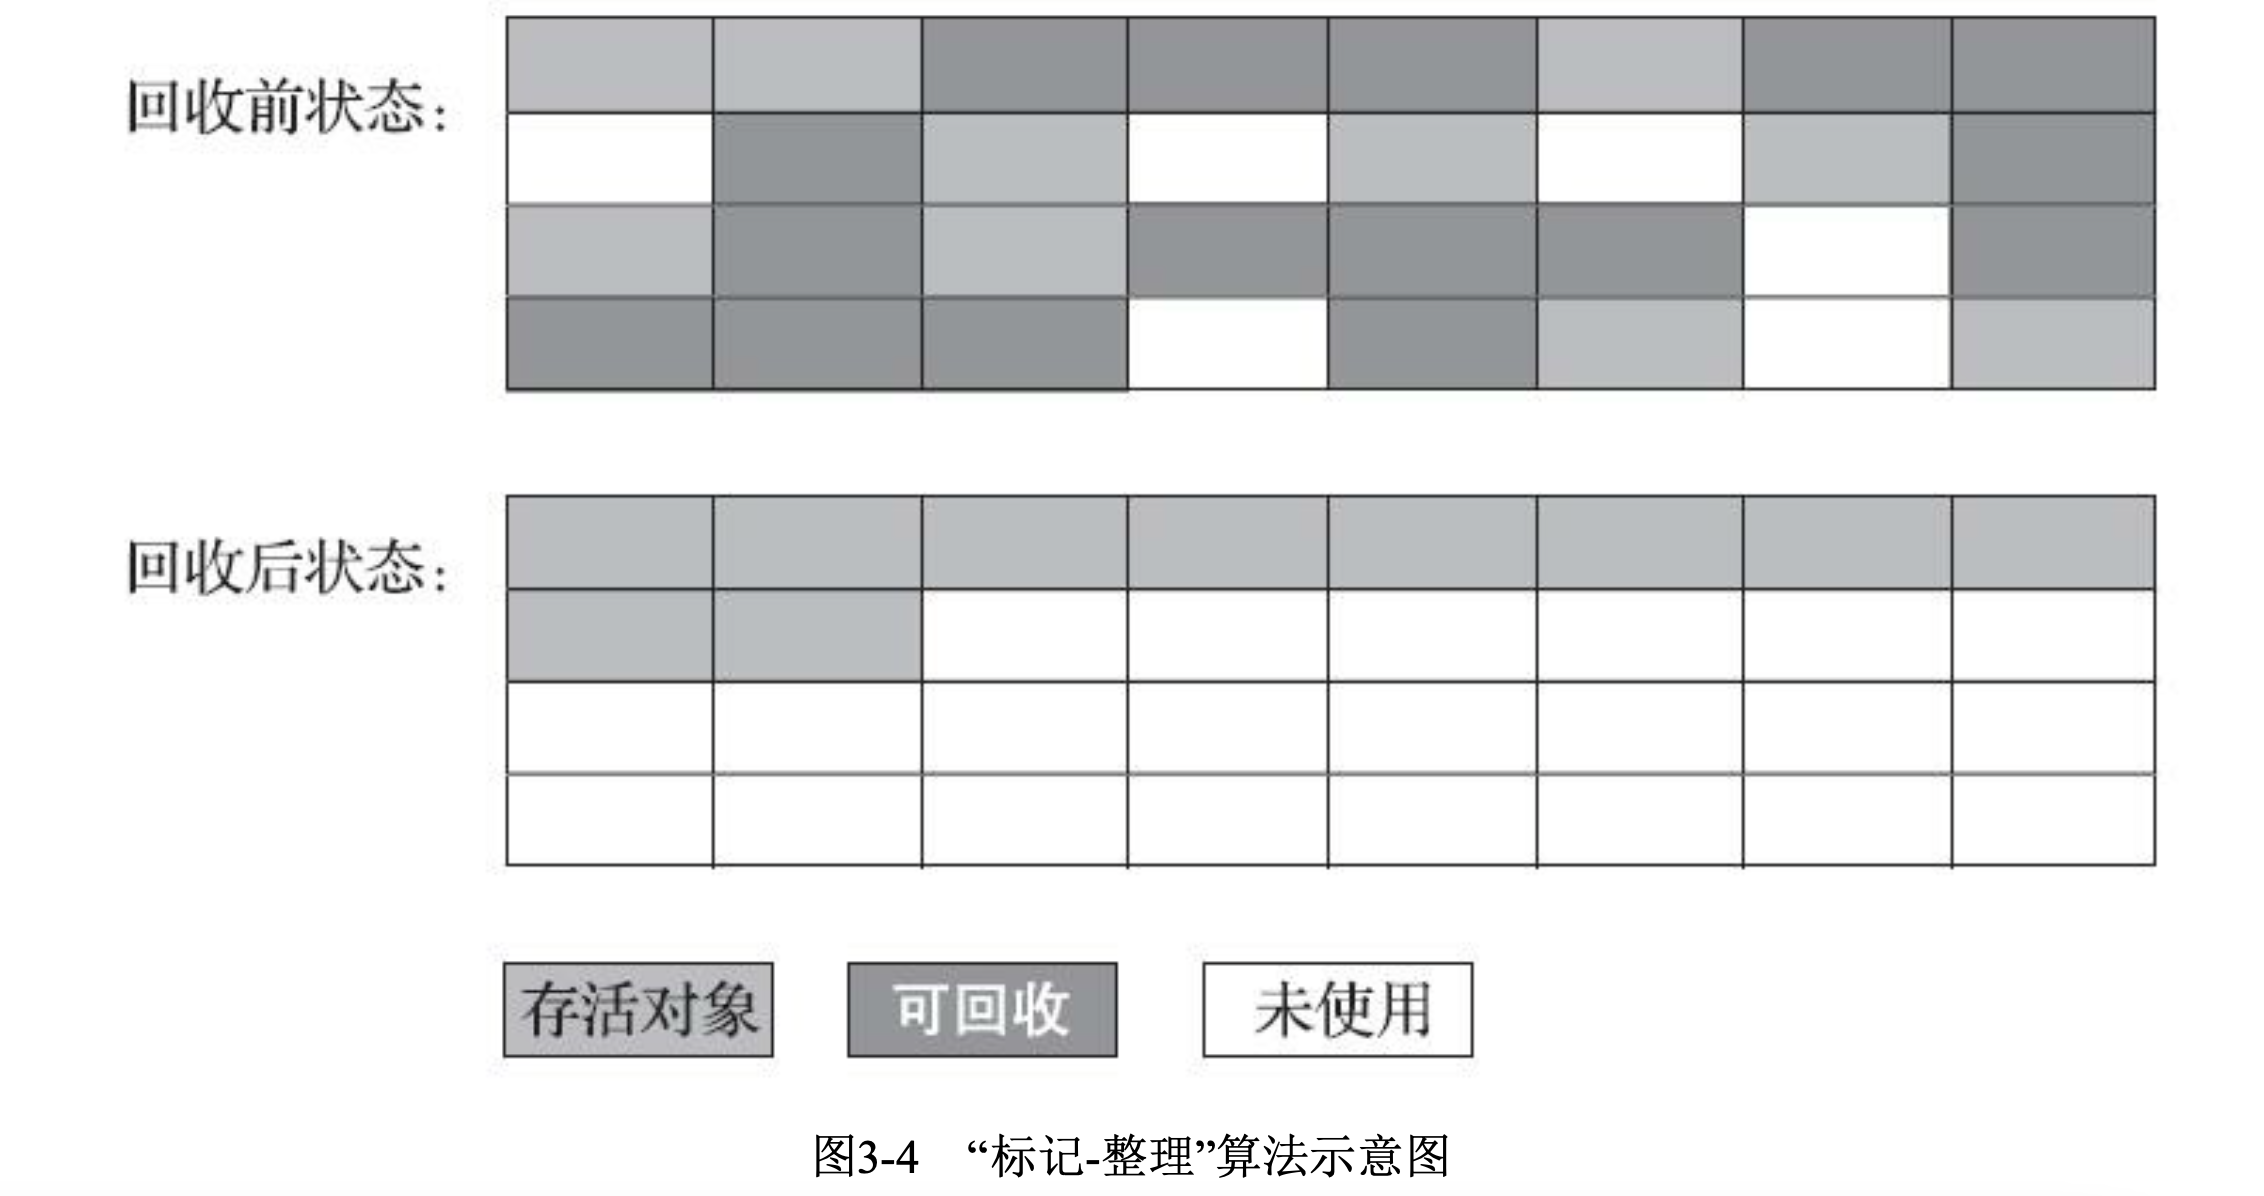 回收前状态：
回收后状态：
存活对象 可回收 未使用
图3-4 “标记-整理”算法示意图